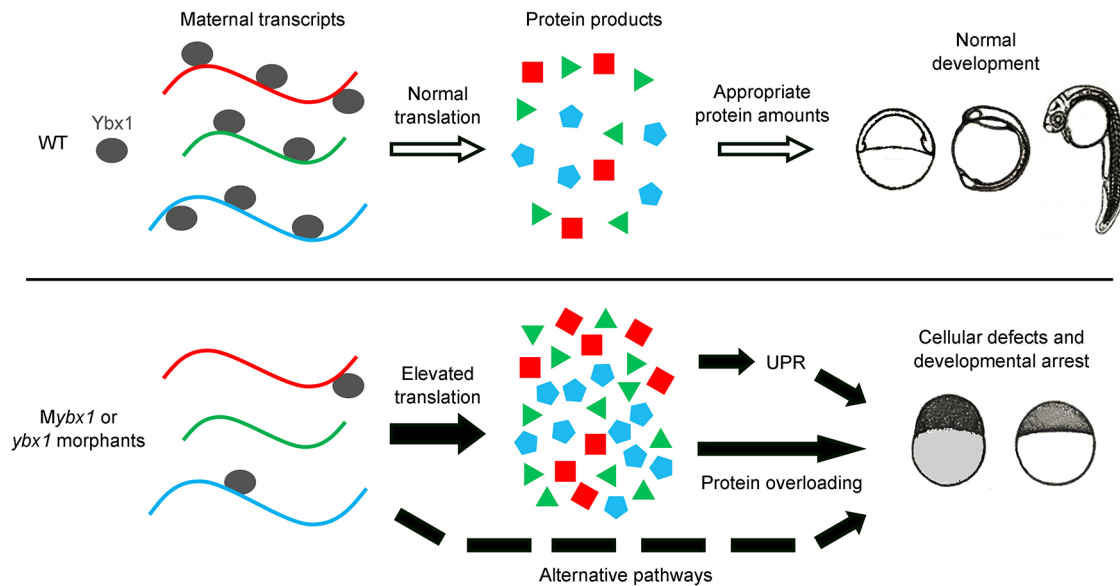 Maternal transcripts
Protein products
Normal
development
WT
Ybx1
Normal
translation
Appropriate
protein amounts
Mybx1 or
ybx1 morphants
Elevated
translation
UPR
Protein overloading
Cellular defects and
developmental arrest
Alternative pathways